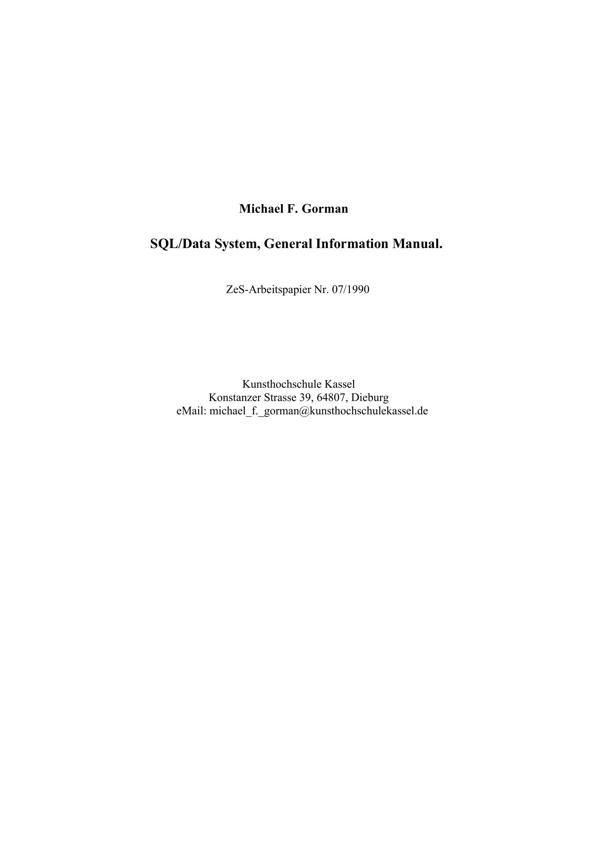 Michael F. Gorman
SQL/Data System, General Information Manual.
ZeS-Arbeitspapier Nr. 07/1990
Kunsthochschule Kassel
Konstanzer Strasse 39, 64807, Dieburg
eMail: michael_f._gorman@kunsthochschulekassel.de